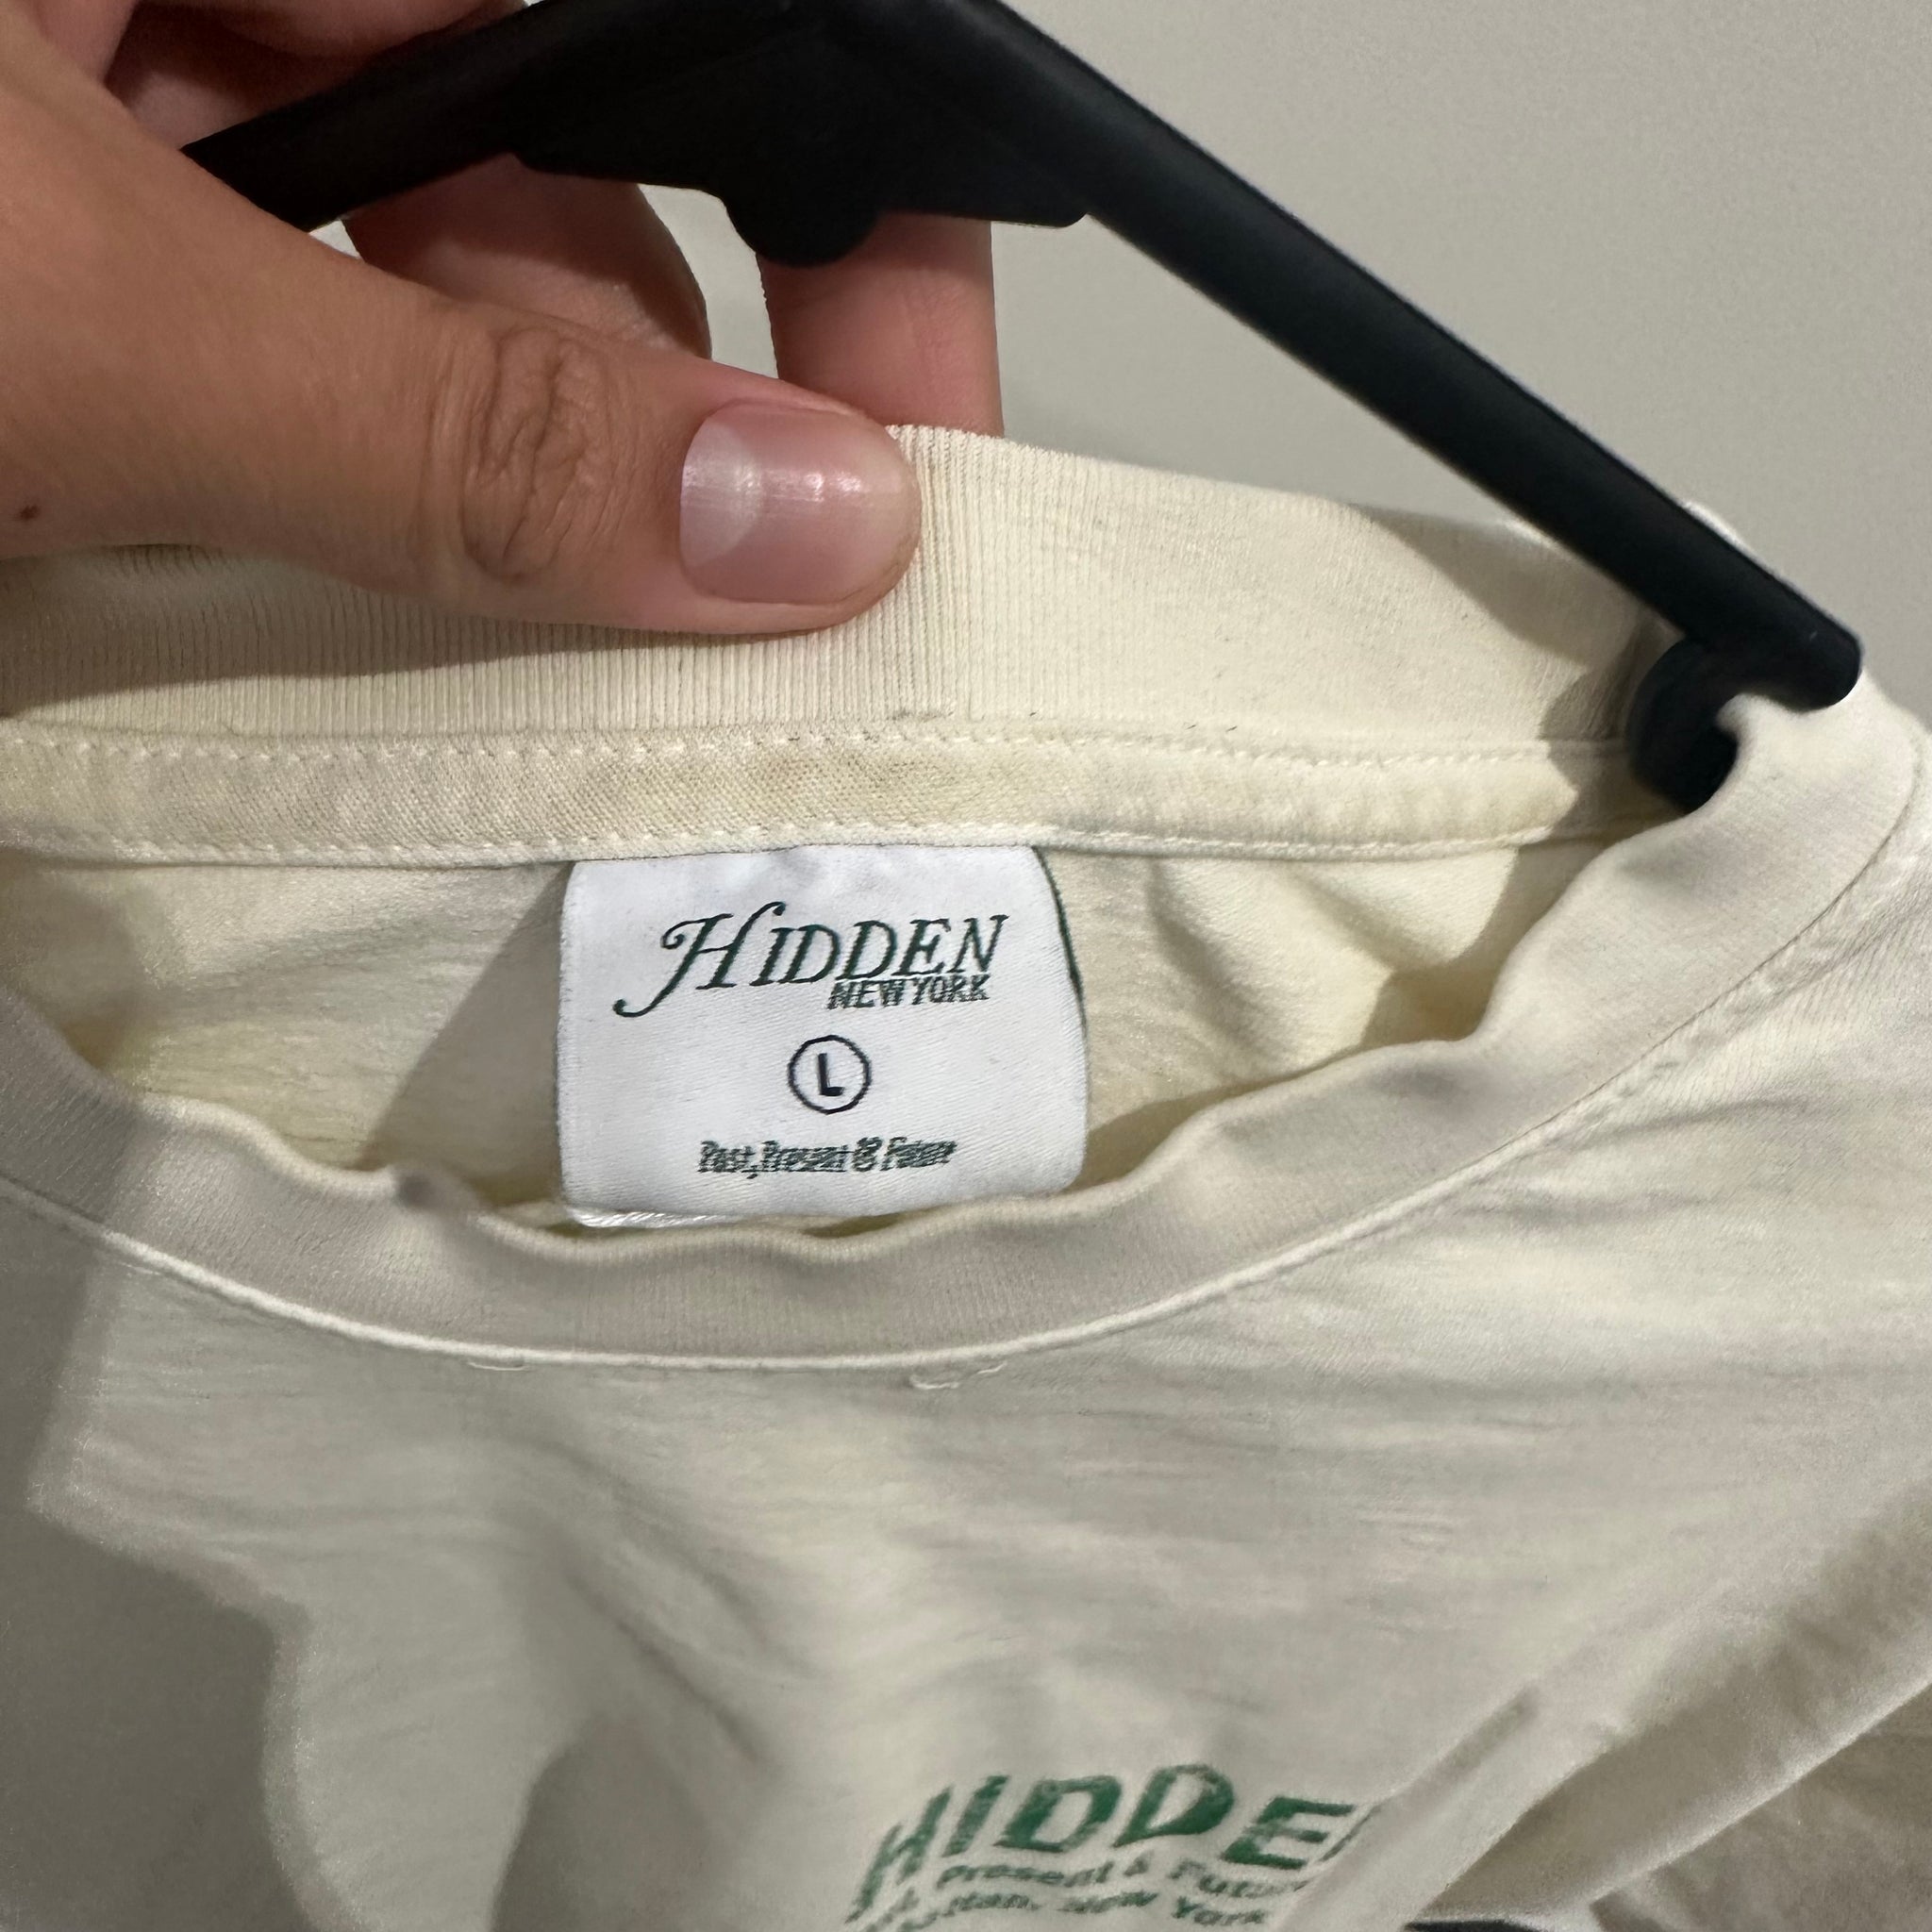 HIDDEN
NEW YORK
L
Past, Present & Future
HIDDE
Present & Futu
New York